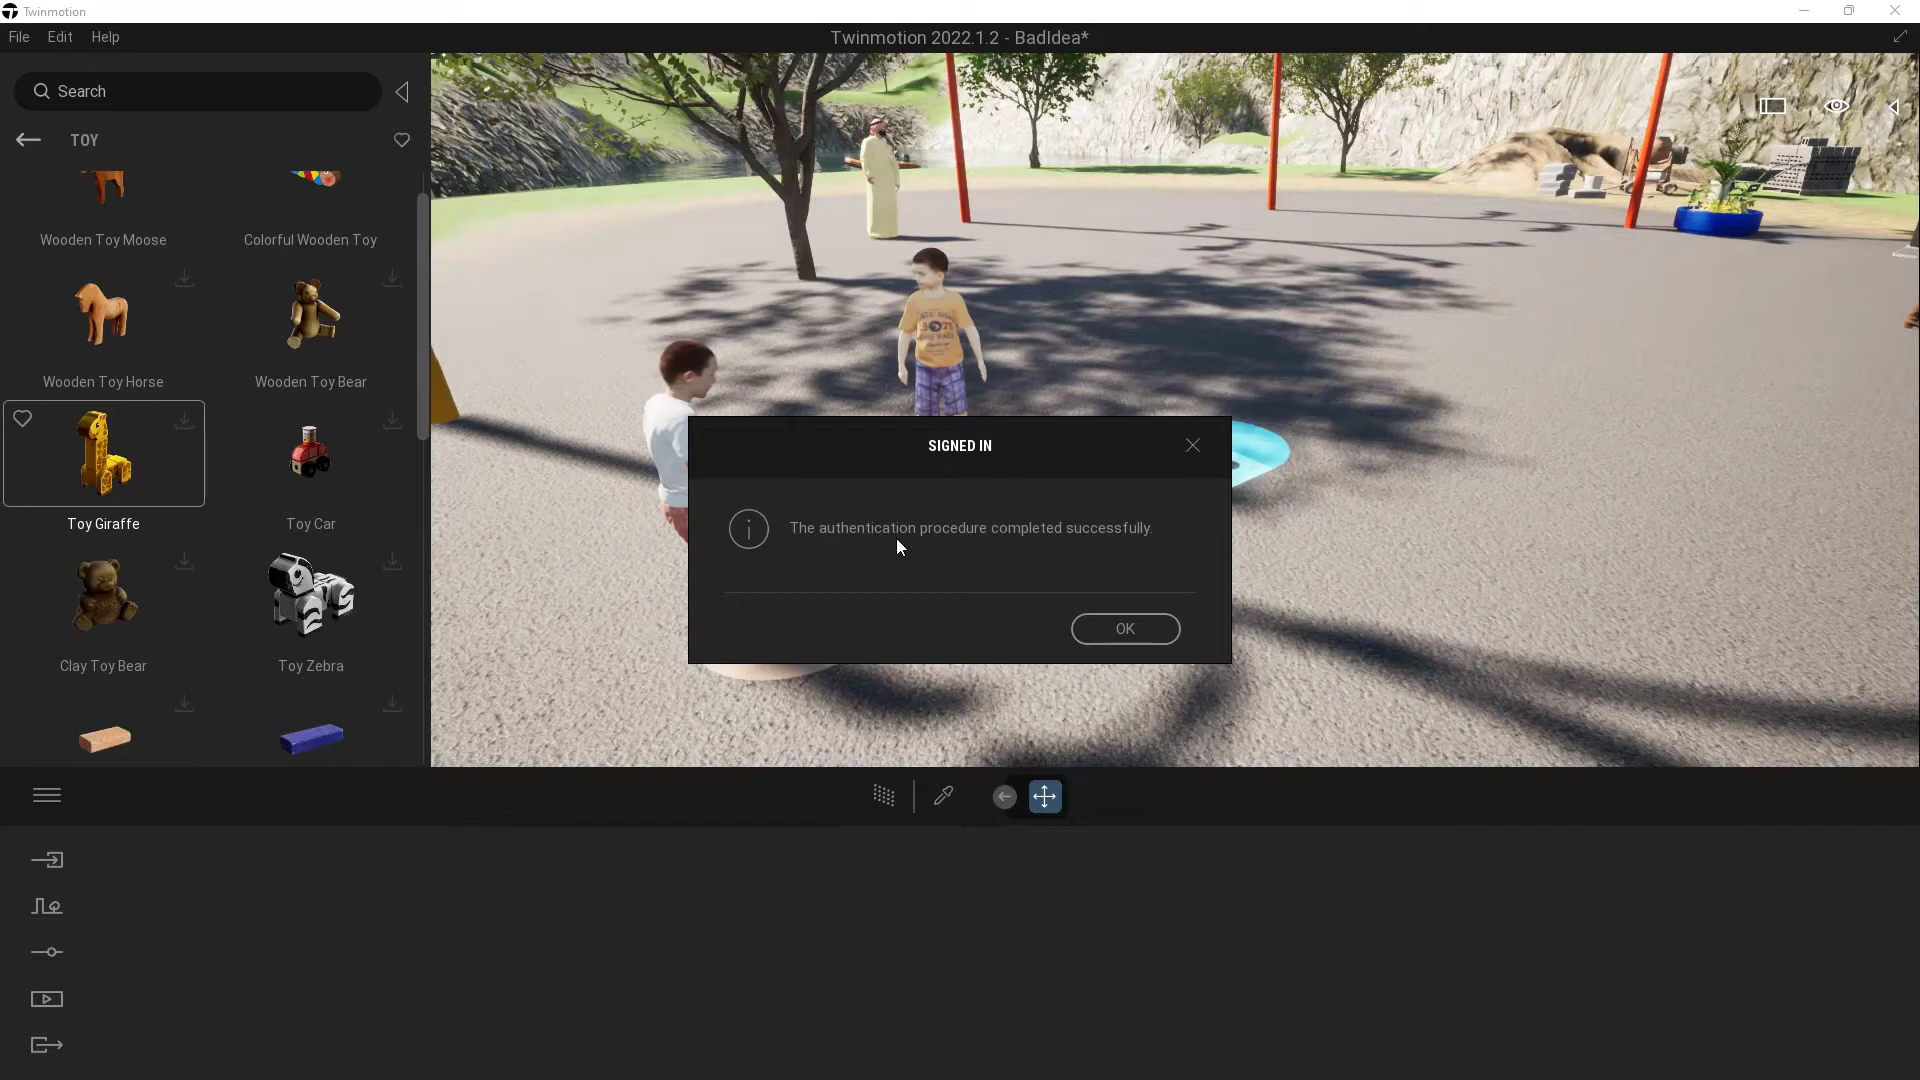 Twinmotion
File Edit Help
Twinmotion 2022.1.2 - BadIdea*
Search
TOY
Wooden Toy Moose
Colorful Wooden Toy
Wooden Toy Horse
Wooden Toy Bear
Toy Giraffe
Toy Car
Clay Toy Bear
Toy Zebra
SIGNED IN
The authentication procedure completed successfully.
OK